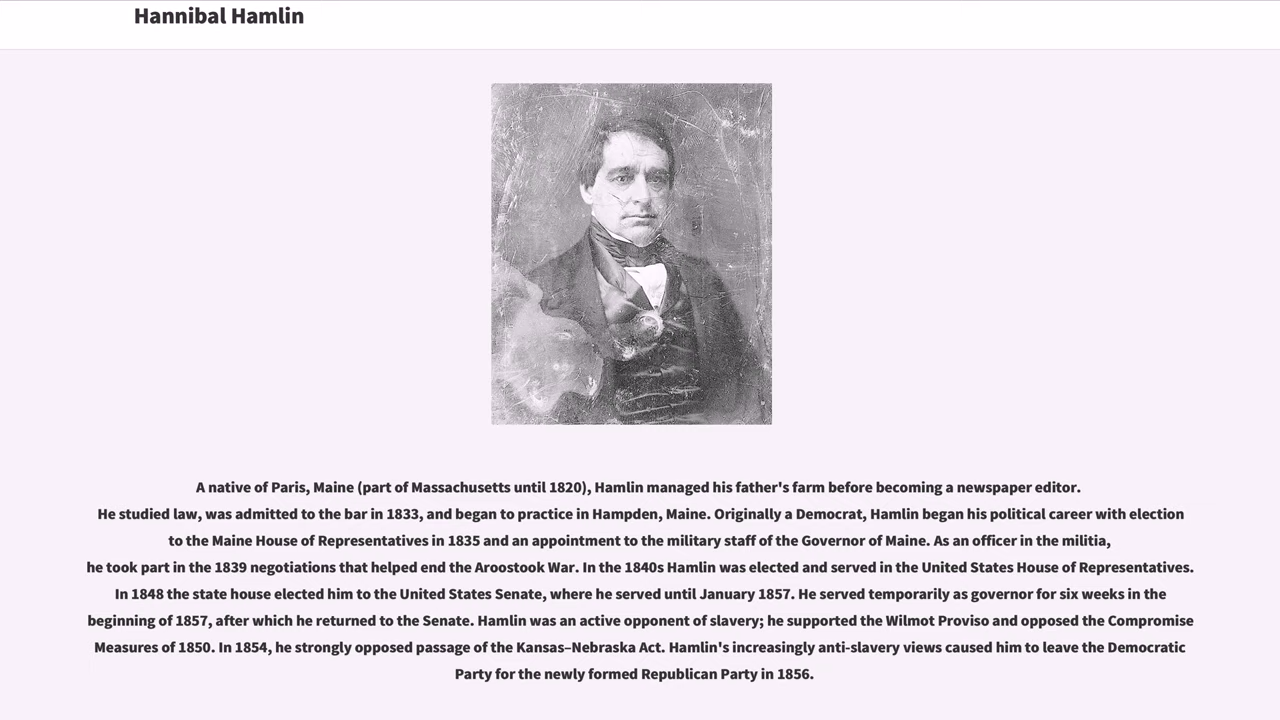 Hannibal Hamlin
A native of Paris, Maine (part of Massachusetts until 1820), Hamlin managed his father's farm before becoming a newspaper editor.
He studied law, was admitted to the bar in 1833, and began to practice in Hampden, Maine. Originally a Democrat, Hamlin began his political career with election
to the Maine House of Representatives in 1835 and an appointment to the military staff of the Governor of Maine. As an officer in the militia,
he took part in the 1839 negotiations that helped end the Aroostook War. In the 1840s Hamlin was elected and served in the United States House of Representatives.
In 1848 the state house elected him to the United States Senate, where he served until January 1857. He served temporarily as governor for six weeks in the
beginning of 1857, after which he returned to the Senate. Hamlin was an active opponent of slavery; he supported the Wilmot Proviso and opposed the Compromise
Measures of 1850. In 1854, he strongly opposed passage of the Kansas–Nebraska Act. Hamlin's increasingly anti-slavery views caused him to leave the Democratic
Party for the newly formed Republican Party in 1856.